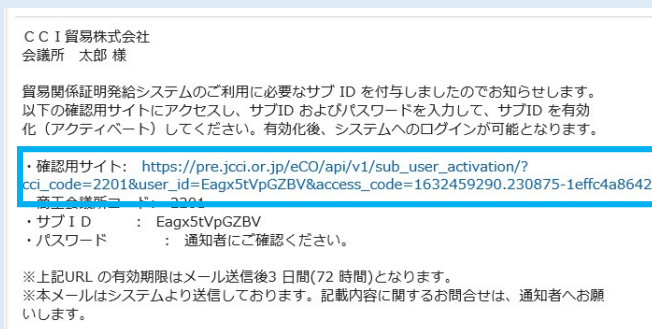 ＣＣＩ貿易株式会社
会議所　太郎 様
貿易関係証明発給システムのご利用に必要なサブ ID を付与しましたのでお知らせします。
以下の確認用サイトにアクセスし、サブID およびパスワードを入力して、サブID を有効
化（アクティベート）してください。有効化後、システムへのログインが可能となります。
・確認用サイト: https://pre.jcci.or.jp/eCO/api/v1/sub_user_activation/?
cci_code=2201&user_id=Eagx5tVpGZBV&access_code=1632459290.230875-1effc4a8642
・商工会議所コード: 2201
・サブＩＤ　　： Eagx5tVpGZBV
・パスワード　　　： 通知者にご確認ください。
※上記URL の有効期限はメール送信後3 日間(72 時間)となります。
※本メールはシステムより送信しております。記載内容に関するお問合せは、通知者へお願
いします。